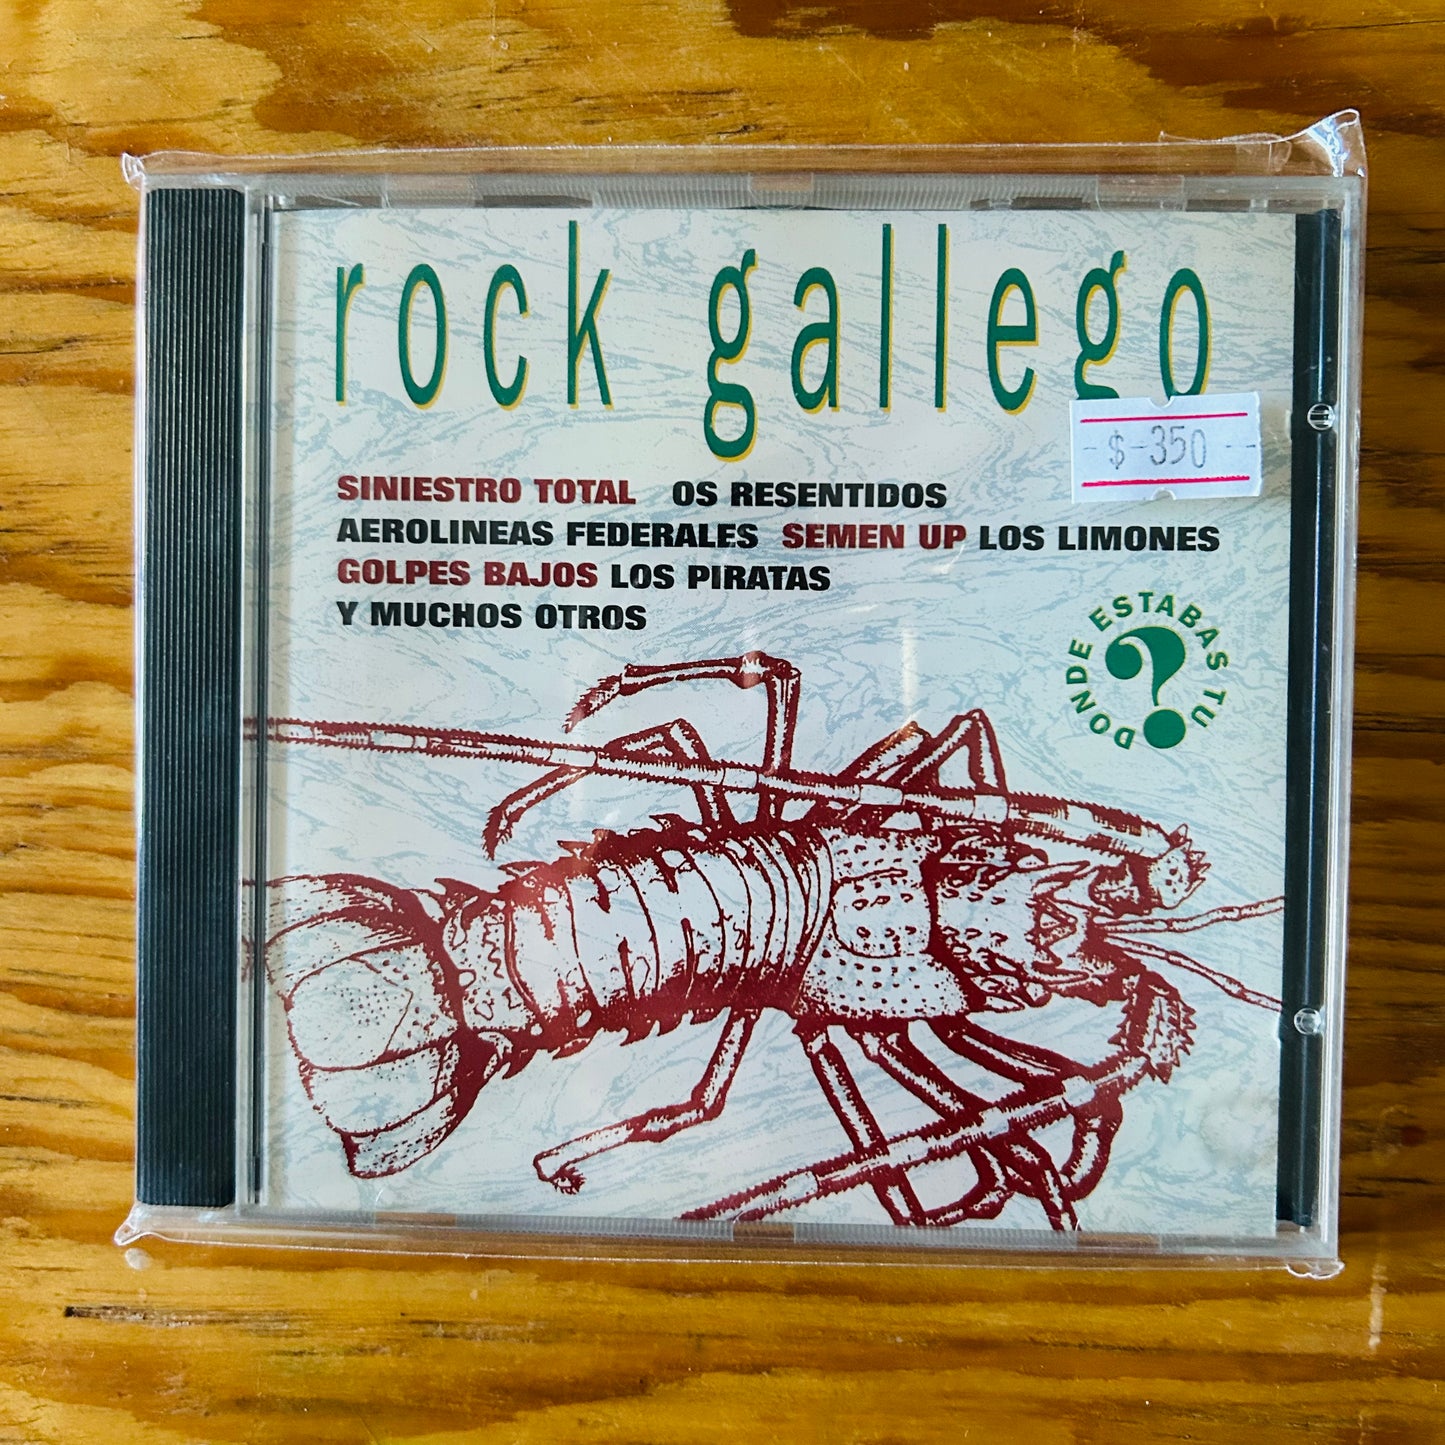 rock gallego
$-350
SINIESTRO TOTAL OS RESENTIDOS
AEROLINEAS FEDERALES SEMEN UP LOS LIMONES
GOLPES BAJOS LOS PIRATAS
Y MUCHOS OTROS
DONDE ESTABAS TU
?